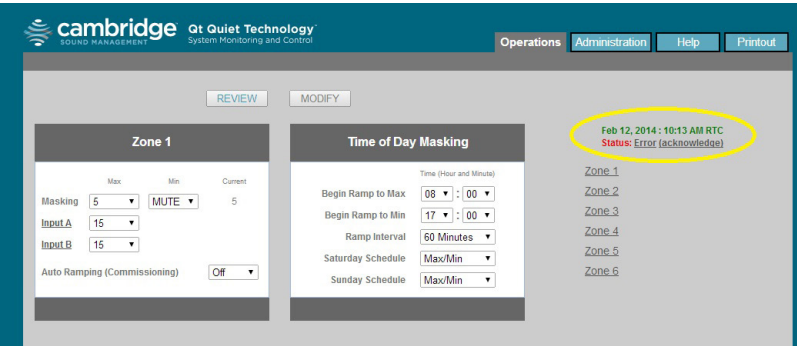 cambridge
SOUND MANAGEMENT
Qt Quiet Technology
System Monitoring and Control
Operations
Administration
Help
Printout
REVIEW
MODIFY
Zone 1
Max Min Current
Masking 5 MUTE 5
Input A 15
Input B 15
Auto Ramping (Commissioning) Off
Time of Day Masking
Time (Hour and Minute)
Begin Ramp to Max 08 : 00
Begin Ramp to Min 17 : 00
Ramp Interval 60 Minutes
Saturday Schedule Max/Min
Sunday Schedule Max/Min
Feb 12, 2014 : 10:13 AM RTC
Status: Error (acknowledge)
Zone 1
Zone 2
Zone 3
Zone 4
Zone 5
Zone 6